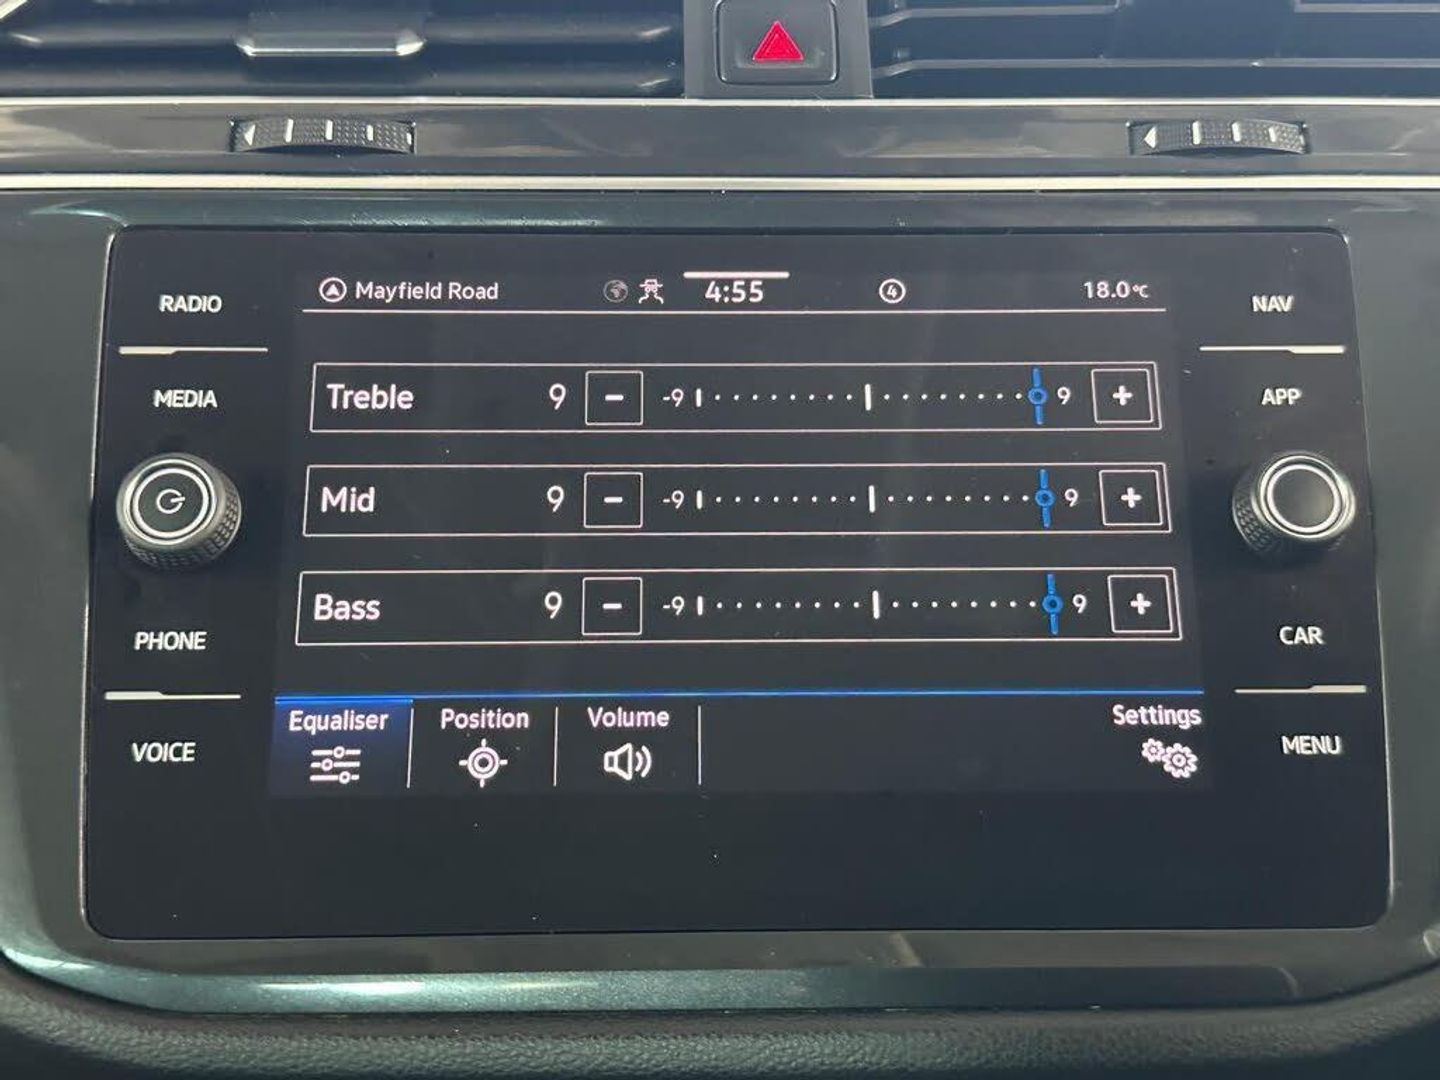 RADIO
MEDIA
PHONE
VOICE
Mayfield Road 4:55 4 18.0°C
Treble 9 - -9 9 +
Mid 9 - -9 9 +
Bass 9 - -9 9 +
Equaliser Position Volume Settings
NAV
APP
CAR
MENU